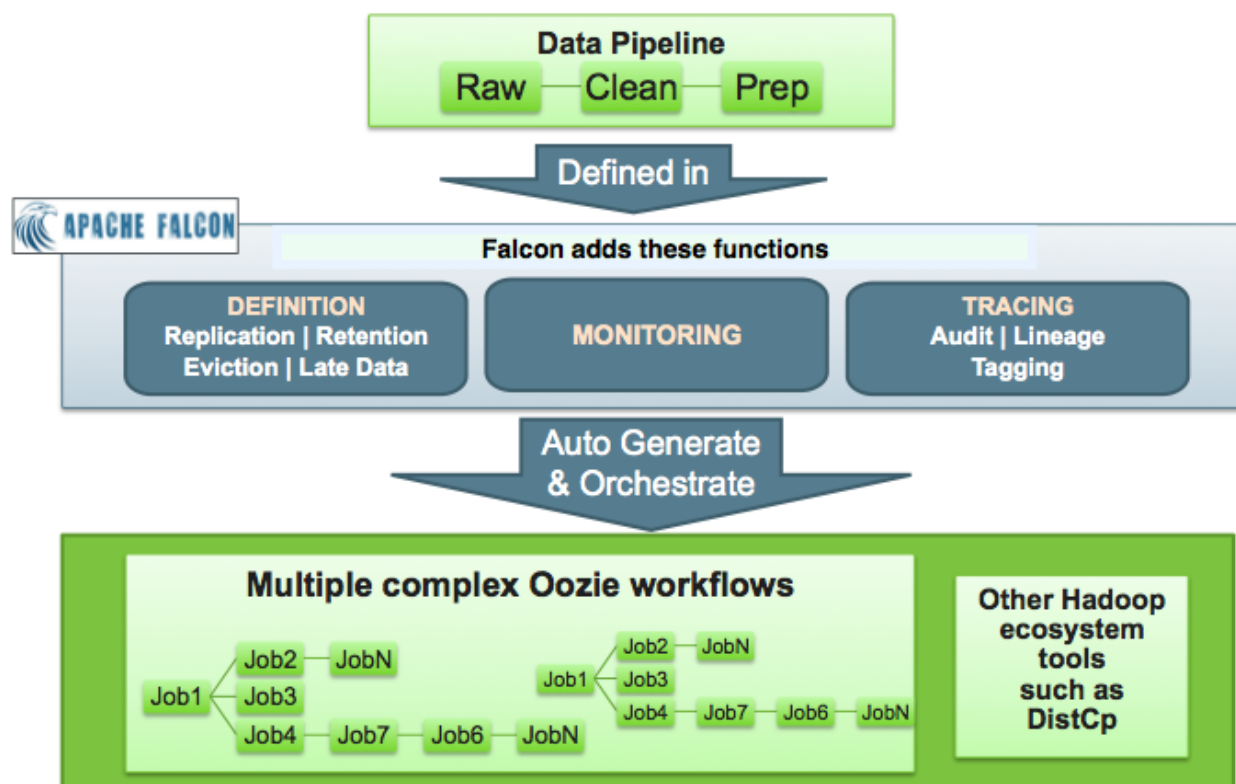 Data Pipeline
Raw Clean Prep
Defined in
APACHE FALCON
Falcon adds these functions
DEFINITION
Replication | Retention
Eviction | Late Data
MONITORING
TRACING
Audit | Lineage
Tagging
Auto Generate
& Orchestrate
Multiple complex Oozie workflows
Job2 JobN
Job1
Job3
Job4 Job7 Job6 JobN
Job2 JobN
Job1
Job3
Job4 Job7 Job6 JobN
Other Hadoop
ecosystem
tools
such as
DistCp